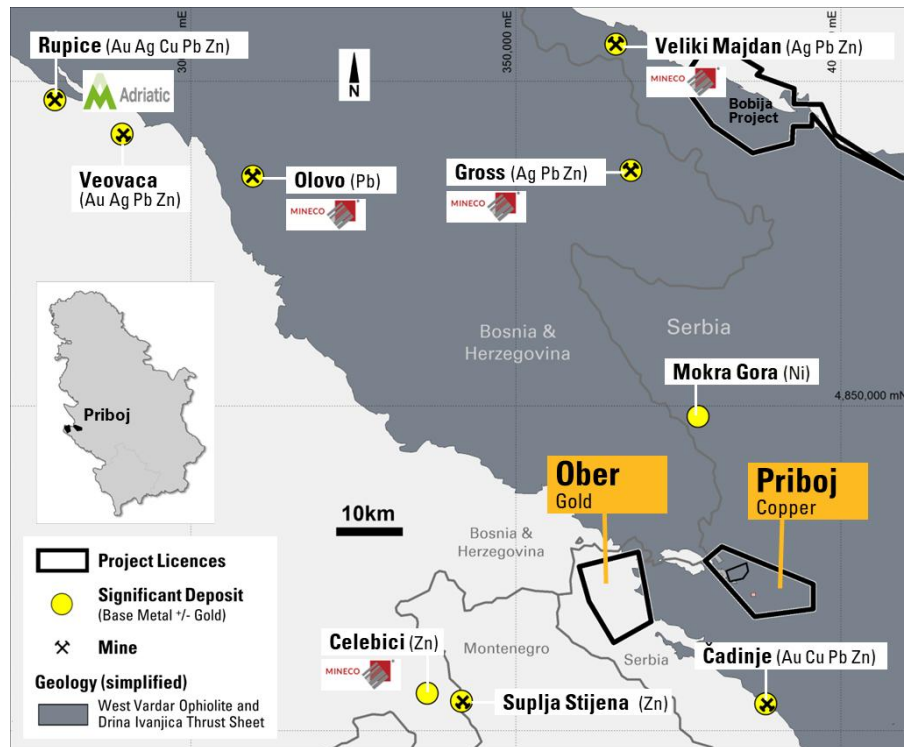 mE
30
350,000 mE
40
mE
Rupice (Au Ag Cu Pb Zn)
Adriatic
N
Veliki Majdan (Ag Pb Zn)
MINECO
Bobija
Project
Veovaca
(Au Ag Pb Zn)
Olovo (Pb)
MINECO
Gross (Ag Pb Zn)
MINECO
Bosnia &
Herzegovina
Serbia
Mokra Gora (Ni)
4,850,000 mN
Priboj
Ober
Gold
Priboj
Copper
10km
Bosnia &
Herzegovina
Project Licences
Significant Deposit
(Base Metal +/- Gold)
Mine
Geology (simplified)
West Vardar Ophiolite and
Drina Ivanjica Thrust Sheet
Celebici (Zn)
MINECO
Montenegro
Serbia
Suplja Stijena (Zn)
Čadinje (Au Cu Pb Zn)